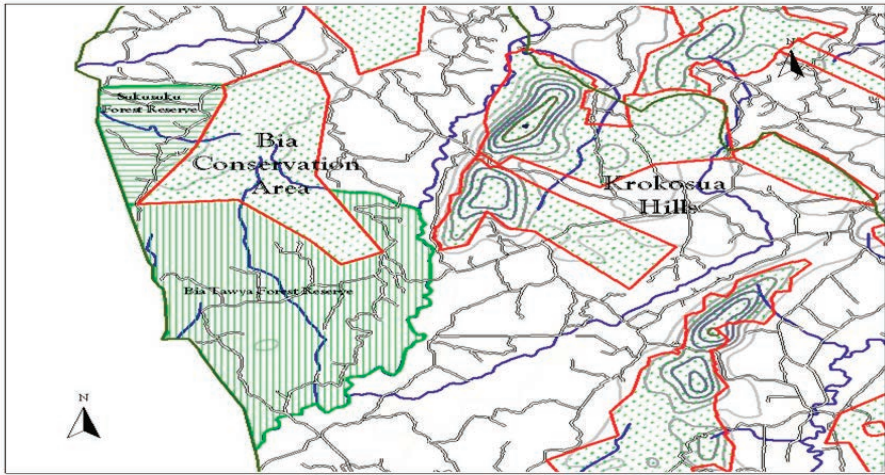 N
Sukusuku
Forest Reserve
Bia
Conservation
Area
Krokosua
Hills
Bia Tawya Forest Reserve
N